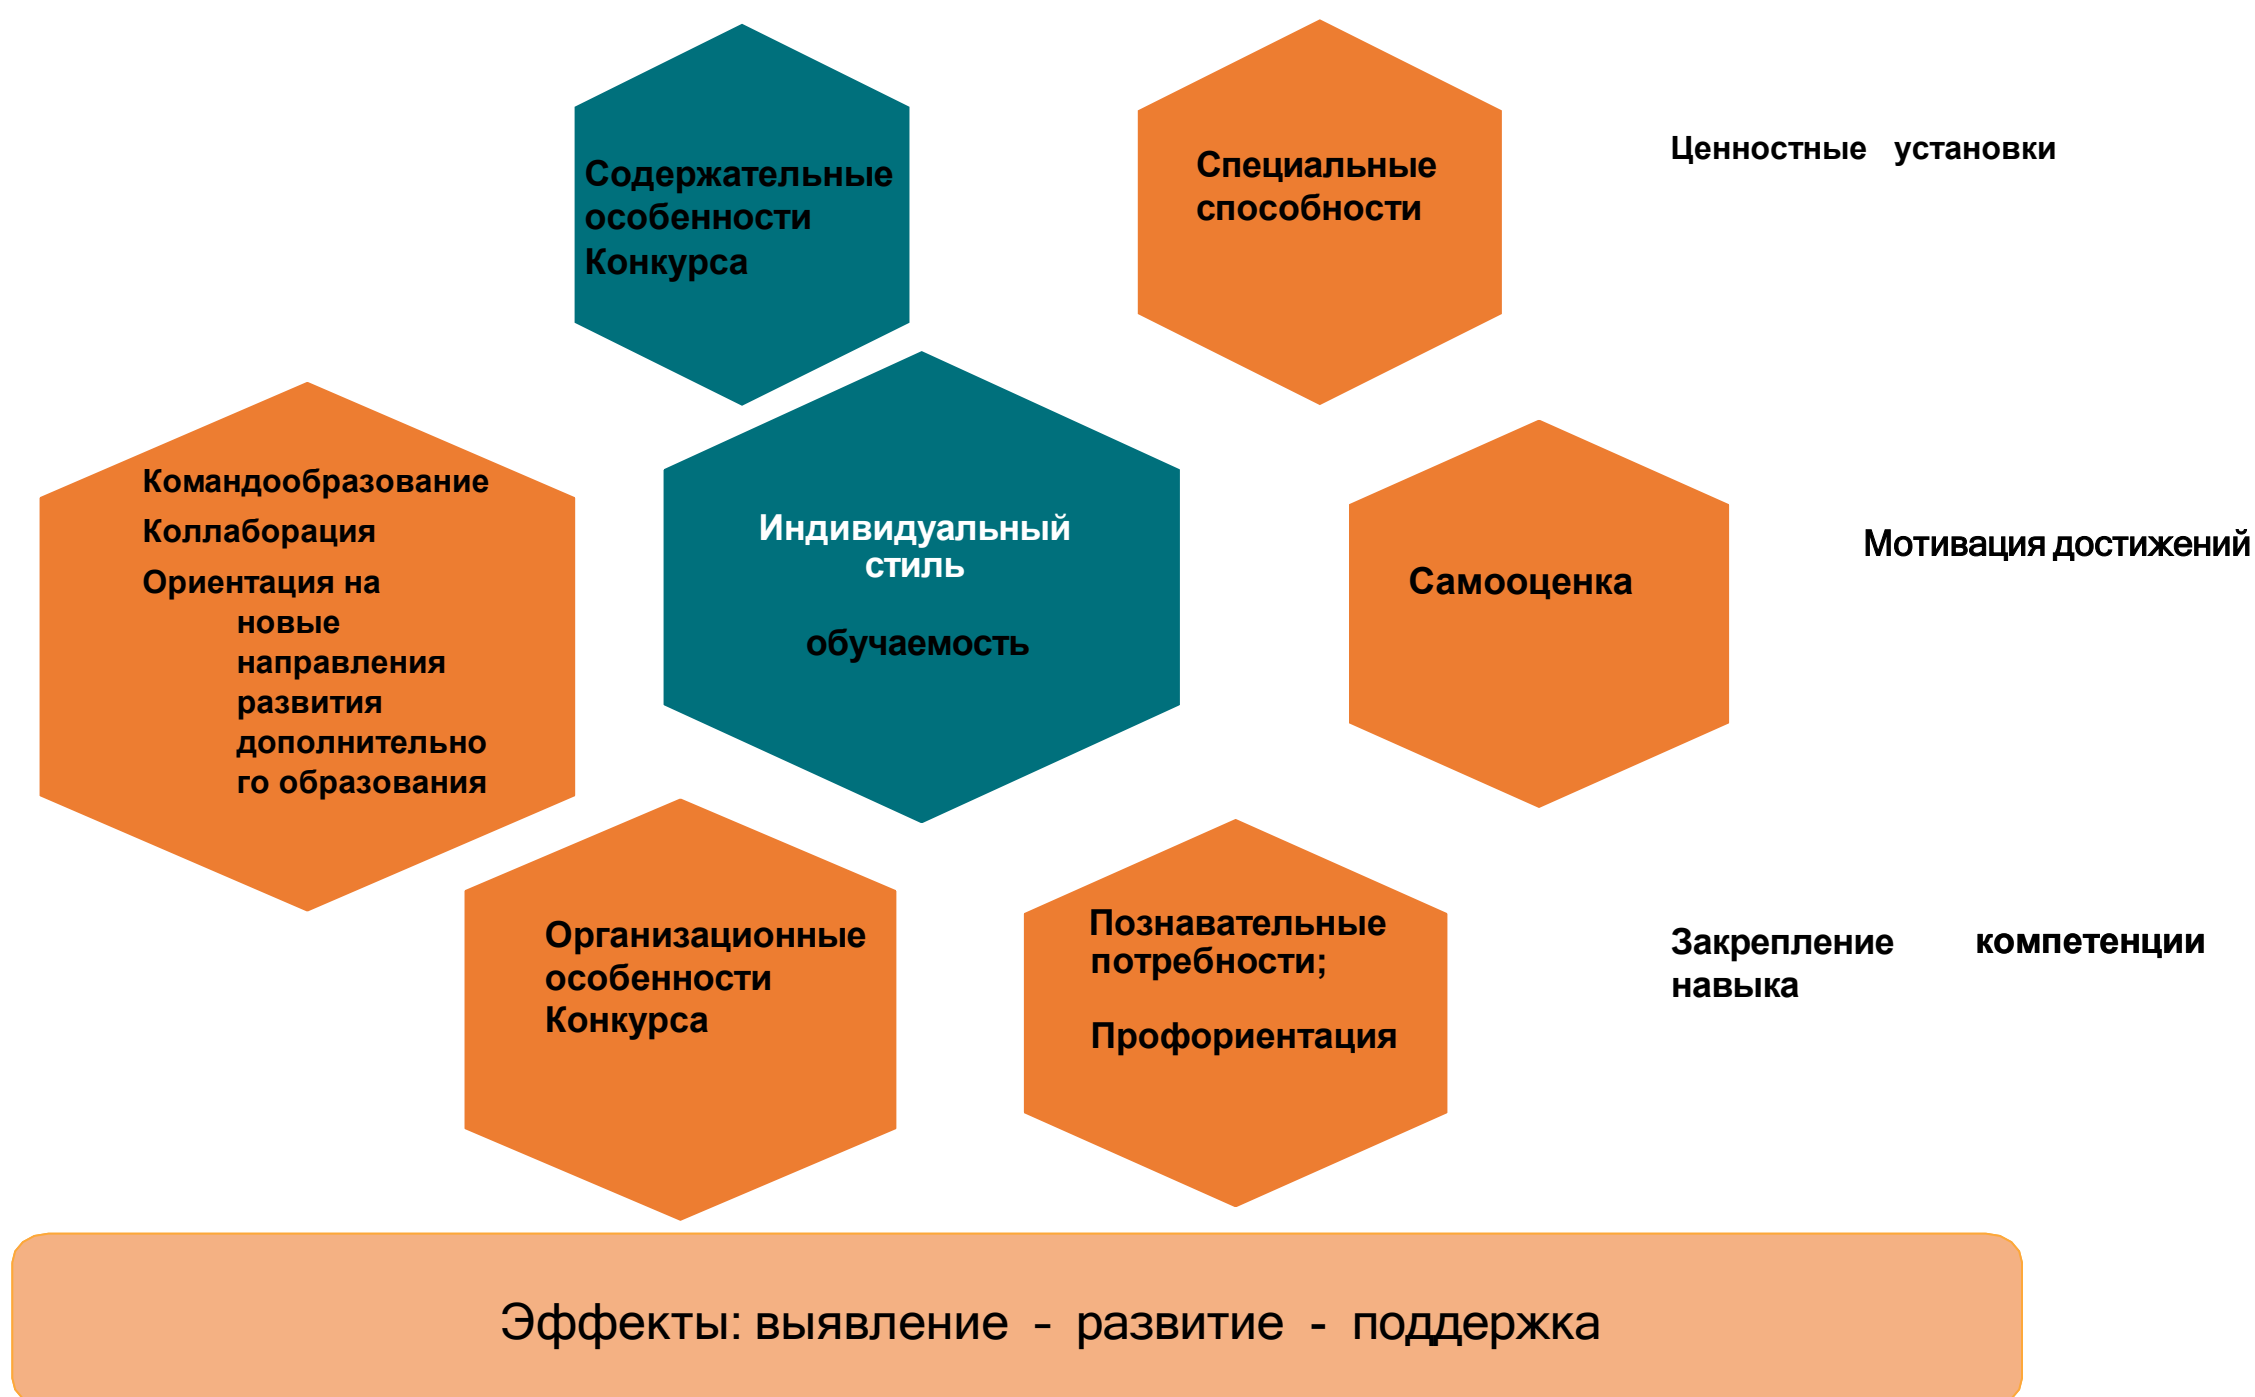 Содержательные
особенности
Конкурса
Специальные
способности
Ценностные установки
Командообразование
Коллаборация
Ориентация на
новые
направления
развития
дополнительно
го образования
Индивидуальный
стиль
обучаемость
Самооценка
Мотивация достижений
Организационные
особенности
Конкурса
Познавательные
потребности;
Профориентация
Закрепление компетенции
навыка
Эффекты: выявление - развитие - поддержка